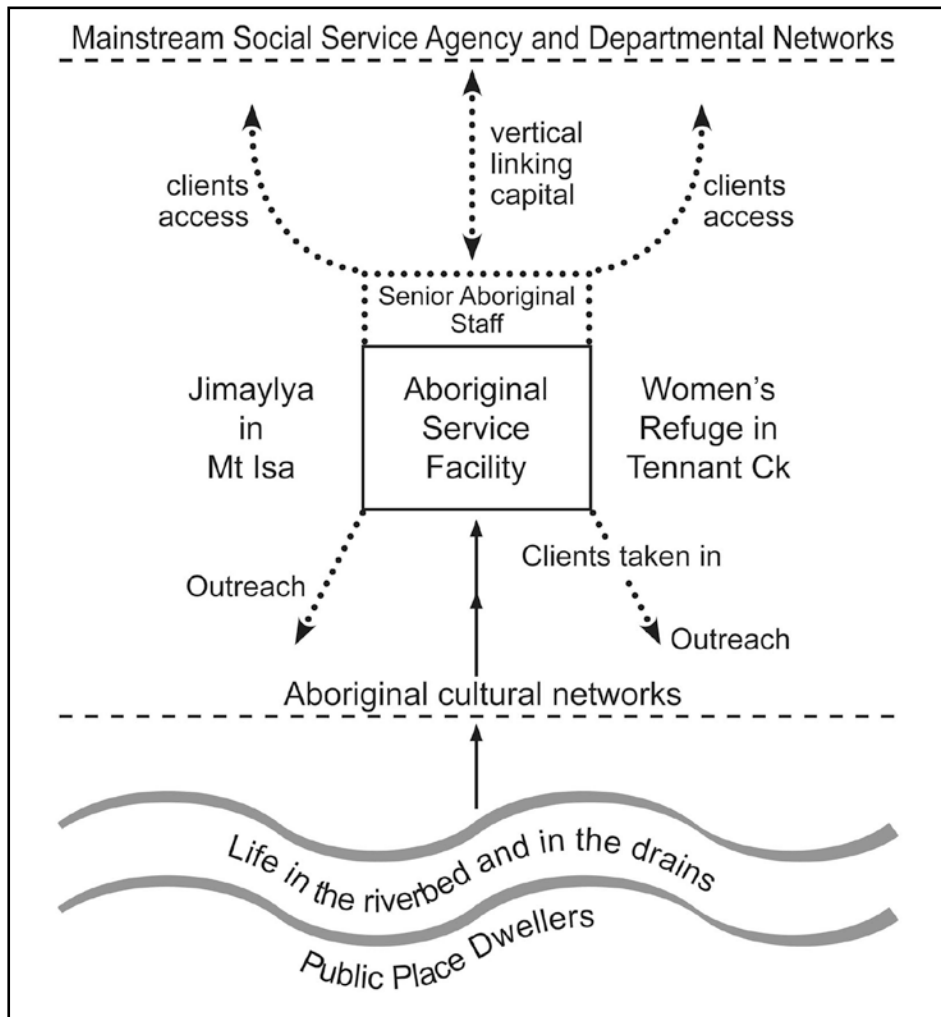 Mainstream Social Service Agency and Departmental Networks
vertical
linking
capital
clients
access
clients
access
Senior Aboriginal
Staff
Jimaylya
in
Mt Isa
Aboriginal
Service
Facility
Women's
Refuge in
Tennant Ck
Clients taken in
Outreach
Outreach
Aboriginal cultural networks
Life in the riverbed and in the drains
Public Place Dwellers